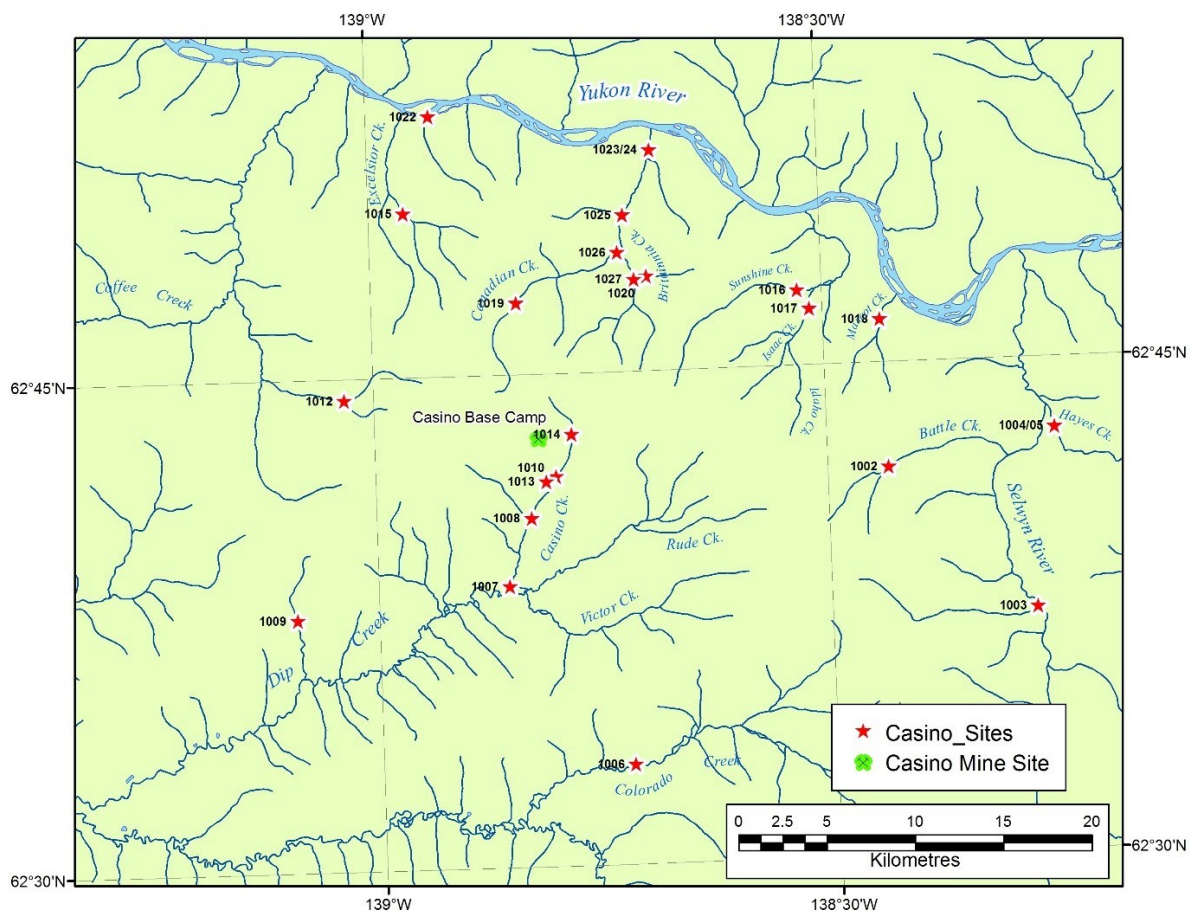 139°W
138°30'W
Yukon River
1022
1023/24
Excelsior Ck.
1015
1025
1026
Britannia Ck.
Canadian Ck.
1027
1020
Sunshine Ck.
1016
Coffee
Creek
1019
1017
1018
Isaac Ck.
62°45'N
62°45'N
Idaho Ck.
1012
Casino Base Camp
1014
1004/05
Hayes Ck.
Battle Ck.
1002
1010
1013
Selwyn River
1008
Casino Ck.
Rude Ck.
1007
Victor Ck.
1003
1009
Creek
Dip
Casino_Sites
Casino Mine Site
1006
Colorado
Creek
0 2.5 5 10 15 20
Kilometres
62°30'N
62°30'N
139°W
138°30'W